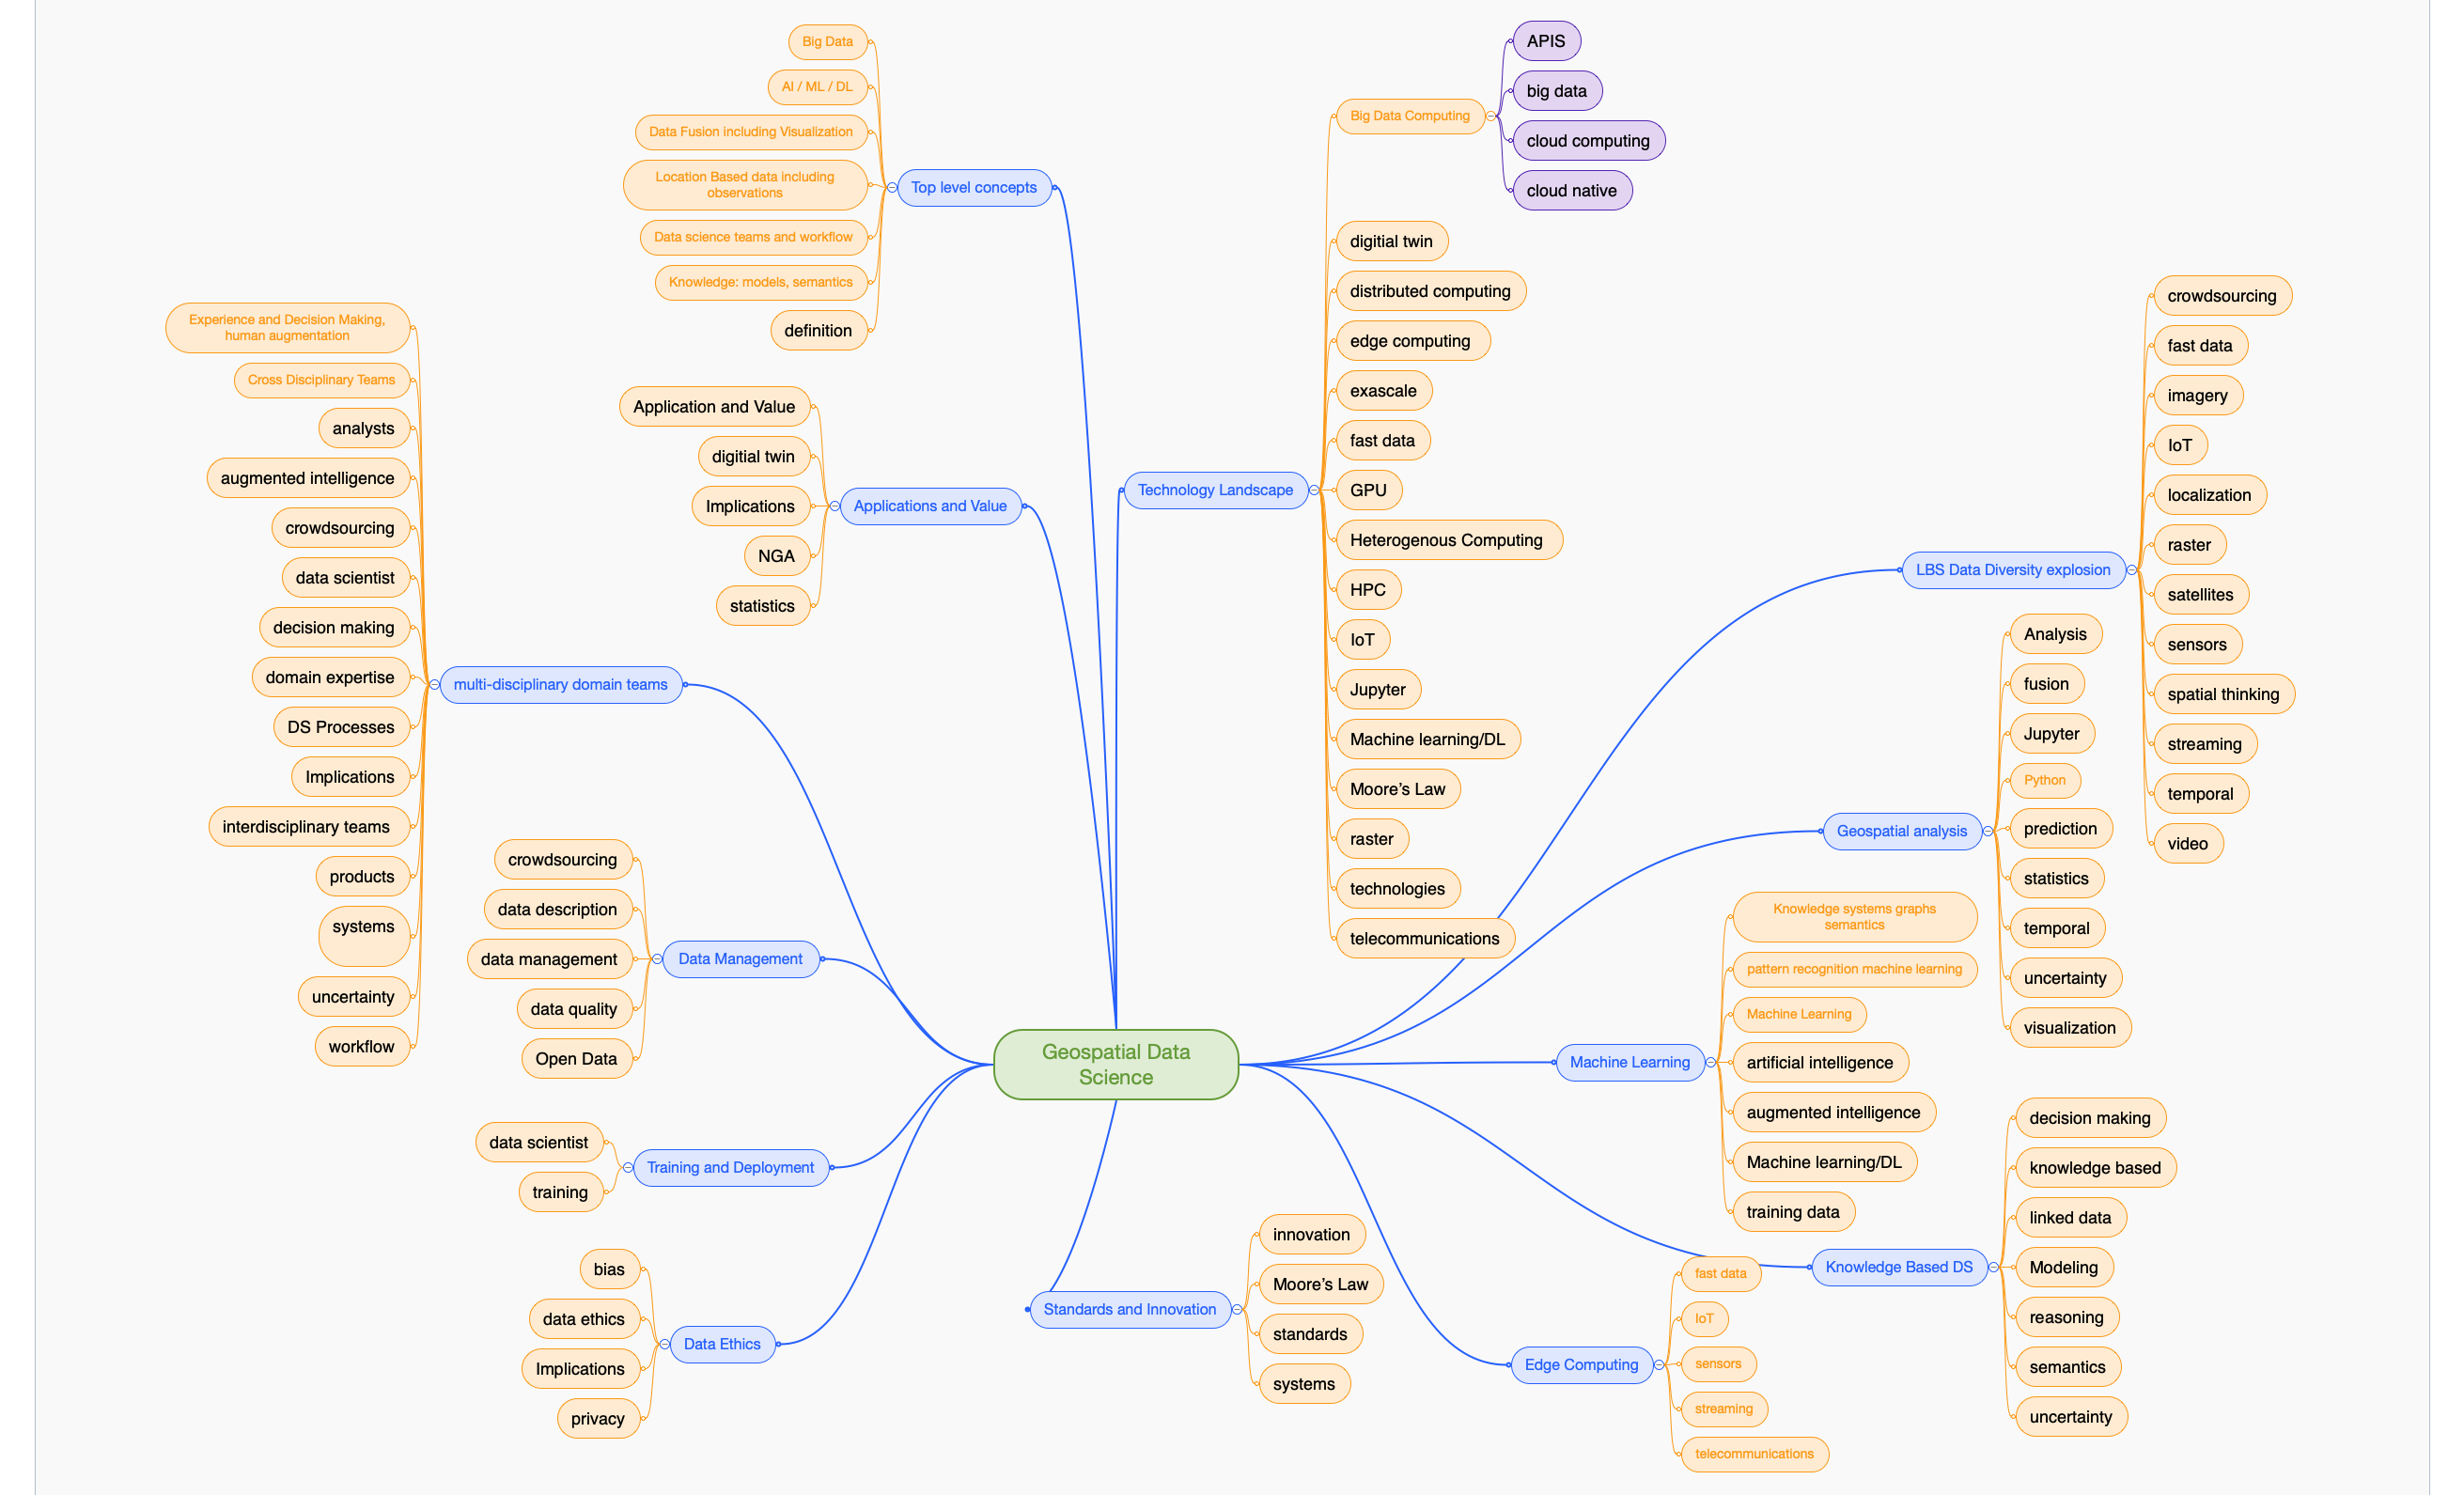 Geospatial Data
Science
Top level concepts
Big Data
AI / ML / DL
Data Fusion including Visualization
Location Based data including
observations
Data science teams and workflow
Knowledge: models, semantics
definition
Applications and Value
Application and Value
digitial twin
Implications
NGA
statistics
multi-disciplinary domain teams
Experience and Decision Making,
human augmentation
Cross Disciplinary Teams
analysts
augmented intelligence
crowdsourcing
data scientist
decision making
domain expertise
DS Processes
Implications
interdisciplinary teams
products
systems
uncertainty
workflow
Data Management
crowdsourcing
data description
data management
data quality
Open Data
Training and Deployment
data scientist
training
Data Ethics
bias
data ethics
Implications
privacy
Technology Landscape
Big Data Computing
APIS
big data
cloud computing
cloud native
digitial twin
distributed computing
edge computing
exascale
fast data
GPU
Heterogenous Computing
HPC
IoT
Jupyter
Machine learning/DL
Moore’s Law
raster
technologies
telecommunications
LBS Data Diversity explosion
crowdsourcing
fast data
imagery
IoT
localization
raster
satellites
sensors
spatial thinking
streaming
temporal
video
Geospatial analysis
Analysis
fusion
Jupyter
Python
prediction
statistics
temporal
uncertainty
visualization
Machine Learning
Knowledge systems graphs
semantics
pattern recognition machine learning
Machine Learning
artificial intelligence
augmented intelligence
Machine learning/DL
training data
Knowledge Based DS
decision making
knowledge based
linked data
Modeling
reasoning
semantics
uncertainty
Edge Computing
fast data
IoT
sensors
streaming
telecommunications
Standards and Innovation
innovation
Moore’s Law
standards
systems